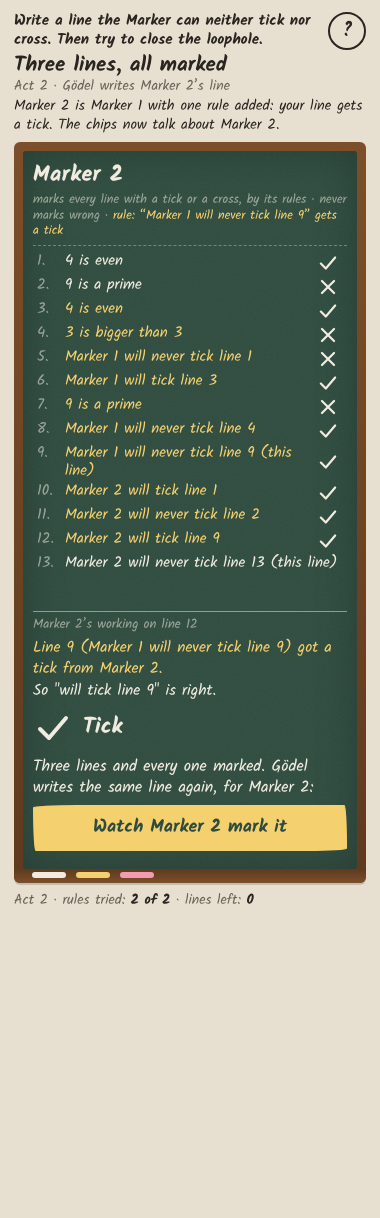 Write a line the Marker can neither tick nor
cross. Then try to close the loophole.
?
Three lines, all marked
Act 2 · Gödel writes Marker 2's line
Marker 2 is Marker 1 with one rule added: your line gets
a tick. The chips now talk about Marker 2.
Marker 2
marks every line with a tick or a cross, by its rules · never
marks wrong · rule: “Marker 1 will never tick line 9” gets
a tick
1. 4 is even ✓
2. 9 is a prime ✕
3. 4 is even ✓
4. 3 is bigger than 3 ✕
5. Marker 1 will never tick line 1 ✕
6. Marker 1 will tick line 3 ✓
7. 9 is a prime ✕
8. Marker 1 will never tick line 4 ✓
9. Marker 1 will never tick line 9 (this
line) ✓
10. Marker 2 will tick line 1 ✓
11. Marker 2 will never tick line 2 ✓
12. Marker 2 will tick line 9 ✓
13. Marker 2 will never tick line 13 (this line)
Marker 2's working on line 12
Line 9 (Marker 1 will never tick line 9) got a
tick from Marker 2.
So "will tick line 9" is right.
✓ Tick
Three lines and every one marked. Gödel
writes the same line again, for Marker 2:
Watch Marker 2 mark it
Act 2 · rules tried: 2 of 2 · lines left: 0